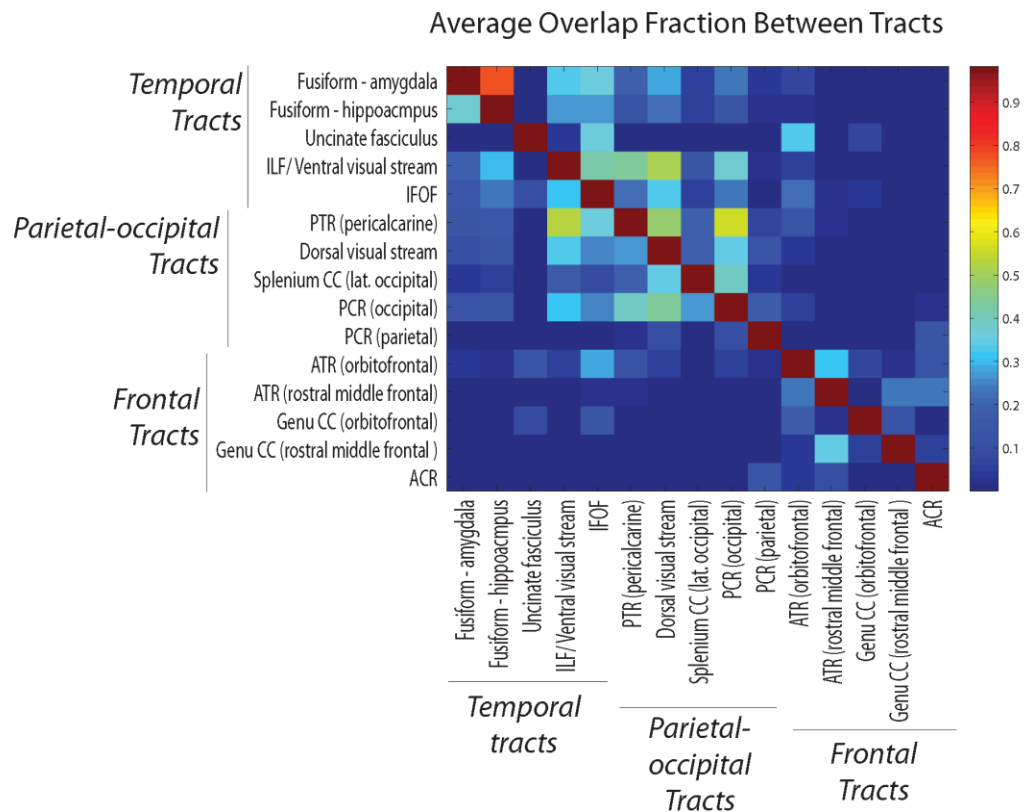 Average Overlap Fraction Between Tracts
Temporal
Tracts
Fusiform - amygdala
Fusiform - hippoacmpus
Uncinate fasciculus
ILF/ Ventral visual stream
IFOF
Parietal-occipital
Tracts
PTR (pericalcarine)
Dorsal visual stream
Splenium CC (lat. occipital)
PCR (occipital)
PCR (parietal)
Frontal
Tracts
ATR (orbitofrontal)
ATR (rostral middle frontal)
Genu CC (orbitofrontal)
Genu CC (rostral middle frontal )
ACR
0.9
0.8
0.7
0.6
0.5
0.4
0.3
0.2
0.1
Fusiform - amygdala
Fusiform - hippoacmpus
Uncinate fasciculus
ILF/ Ventral visual stream
IFOF
PTR (pericalcarine)
Dorsal visual stream
Splenium CC (lat. occipital)
PCR (occipital)
PCR (parietal)
ATR (orbitofrontal)
ATR (rostral middle frontal)
Genu CC (orbitofrontal)
Genu CC (rostral middle frontal )
ACR
Temporal
tracts
Parietal-
occipital
Tracts
Frontal
Tracts